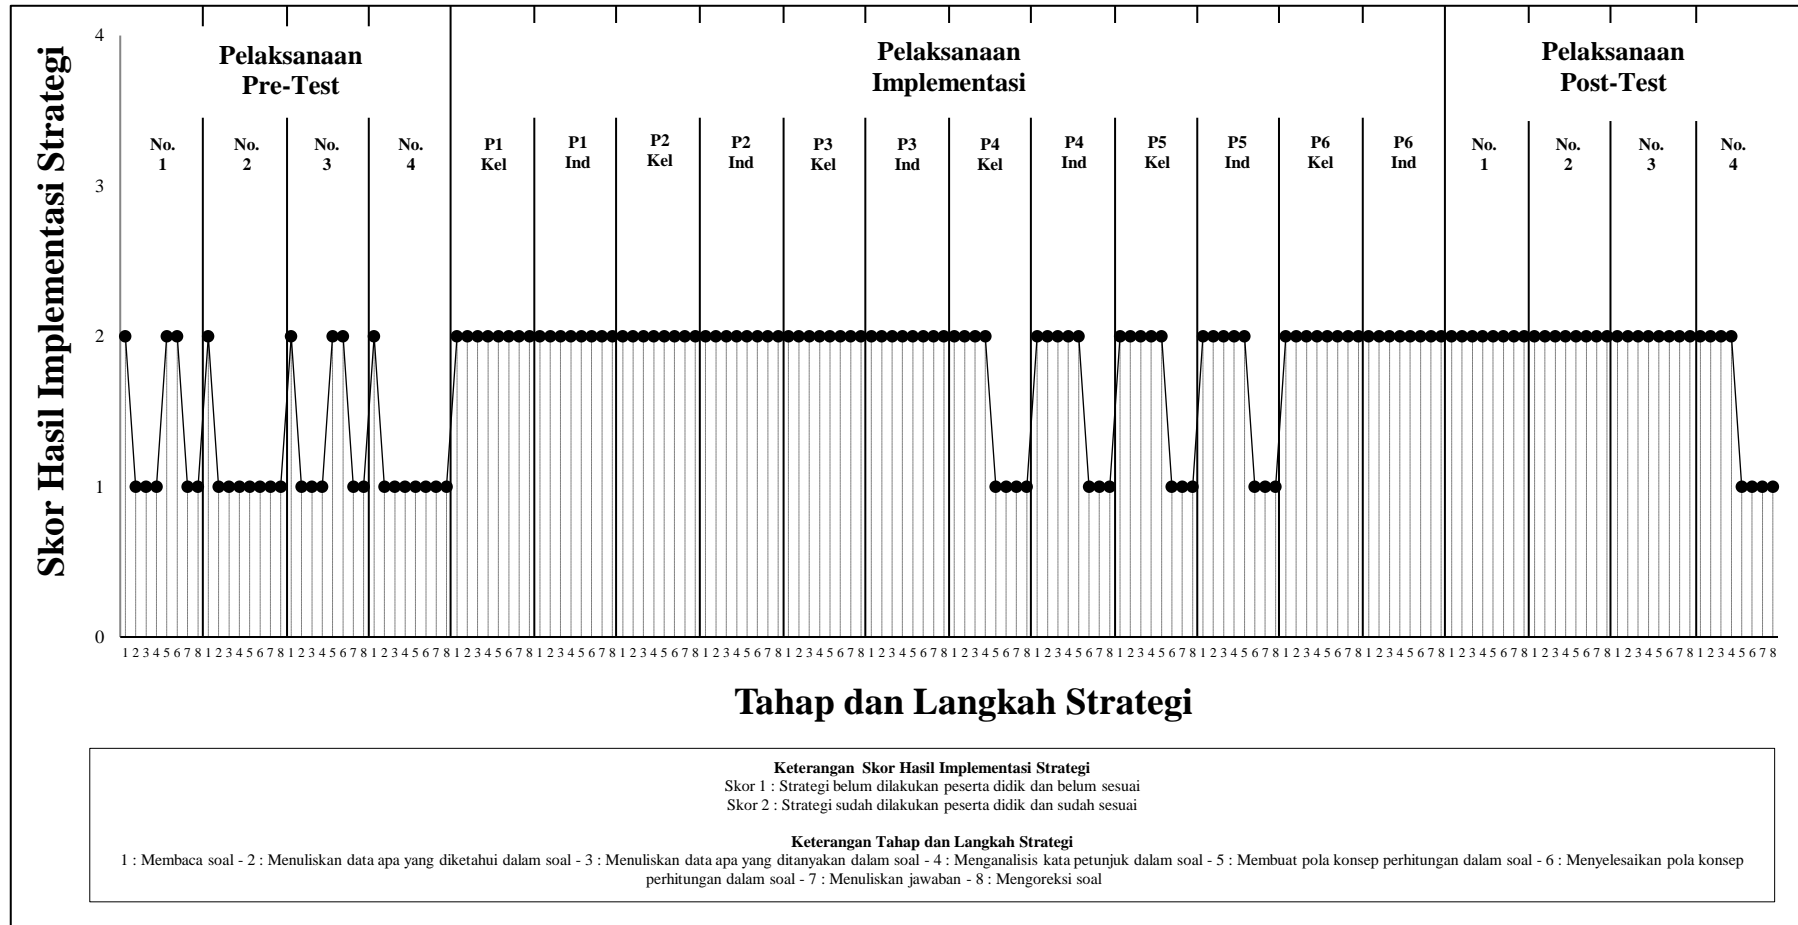 Skor Hasil Implementasi Strategi
4
3
2
1
0
Pelaksanaan
Pre-Test
Pelaksanaan
Implementasi
Pelaksanaan
Post-Test
No.
1
No.
2
No.
3
No.
4
P1
Kel
P1
Ind
P2
Kel
P2
Ind
P3
Kel
P3
Ind
P4
Kel
P4
Ind
P5
Kel
P5
Ind
P6
Kel
P6
Ind
No.
1
No.
2
No.
3
No.
4
1 2 3 4 5 6 7 8 1 2 3 4 5 6 7 8 1 2 3 4 5 6 7 8 1 2 3 4 5 6 7 8 1 2 3 4 5 6 7 8 1 2 3 4 5 6 7 8 1 2 3 4 5 6 7 8 1 2 3 4 5 6 7 8 1 2 3 4 5 6 7 8 1 2 3 4 5 6 7 8 1 2 3 4 5 6 7 8 1 2 3 4 5 6 7 8 1 2 3 4 5 6 7 8 1 2 3 4 5 6 7 8 1 2 3 4 5 6 7 8 1 2 3 4 5 6 7 8 1 2 3 4 5 6 7 8 1 2 3 4 5 6 7 8 1 2 3 4 5 6 7 8 1 2 3 4 5 6 7 8
Tahap dan Langkah Strategi
Keterangan Skor Hasil Implementasi Strategi
Skor 1 : Strategi belum dilakukan peserta didik dan belum sesuai
Skor 2 : Strategi sudah dilakukan peserta didik dan sudah sesuai
Keterangan Tahap dan Langkah Strategi
1 : Membaca soal - 2 : Menuliskan data apa yang diketahui dalam soal - 3 : Menuliskan data apa yang ditanyakan dalam soal - 4 : Menganalisis kata petunjuk dalam soal - 5 : Membuat pola konsep perhitungan dalam soal - 6 : Menyelesaikan pola konsep
perhitungan dalam soal - 7 : Menuliskan jawaban - 8 : Mengoreksi soal